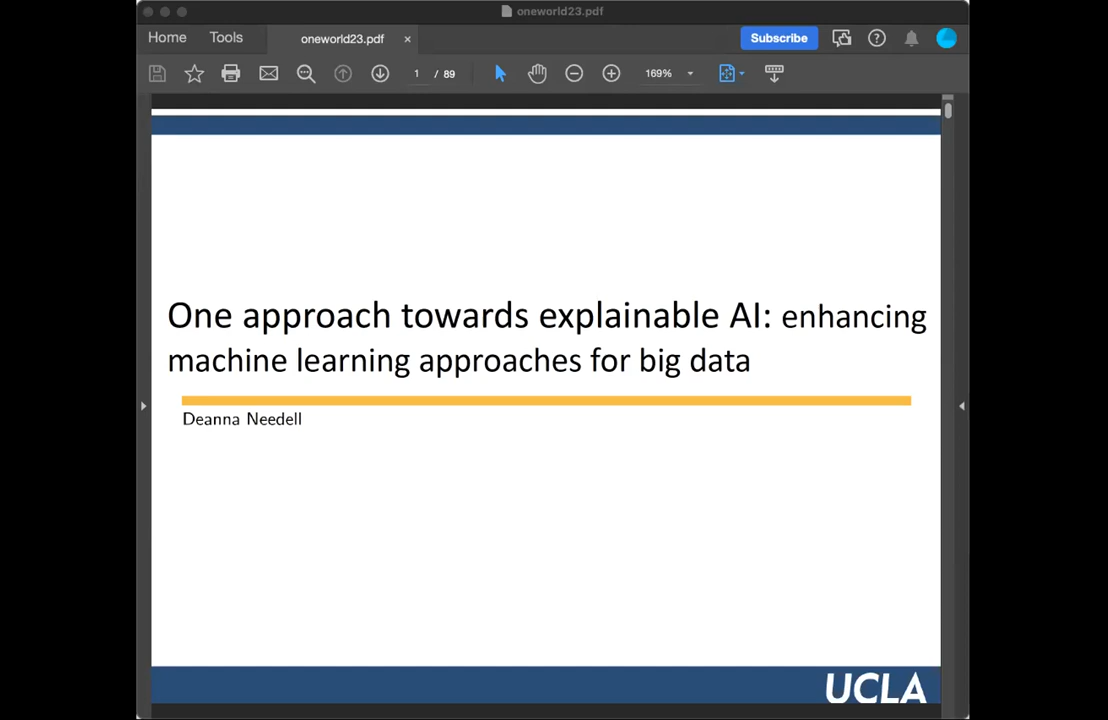 oneworld23.pdf
Home Tools oneworld23.pdf × Subscribe
1 / 89 169%
One approach towards explainable AI: enhancing
machine learning approaches for big data
Deanna Needell
UCLA